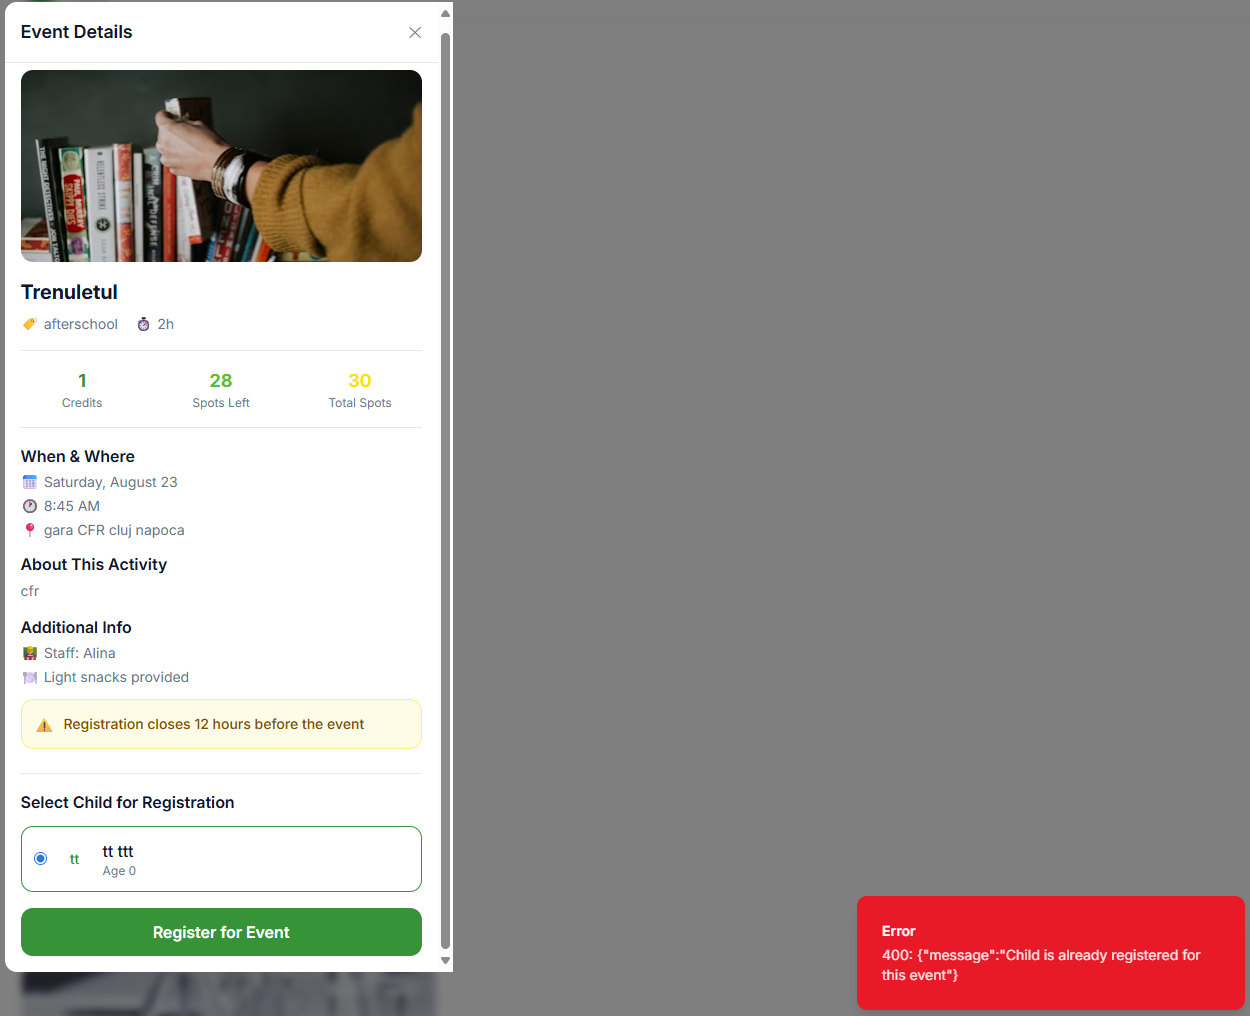 Event Details
Trenuletul
afterschool 2h
1 28 30
Credits Spots Left Total Spots
When & Where
Saturday, August 23
8:45 AM
gara CFR cluj napoca
About This Activity
cfr
Additional Info
Staff: Alina
Light snacks provided
Registration closes 12 hours before the event
Select Child for Registration
tt tt ttt
Age 0
Register for Event
Error
400: {"message":"Child is already registered for
this event"}